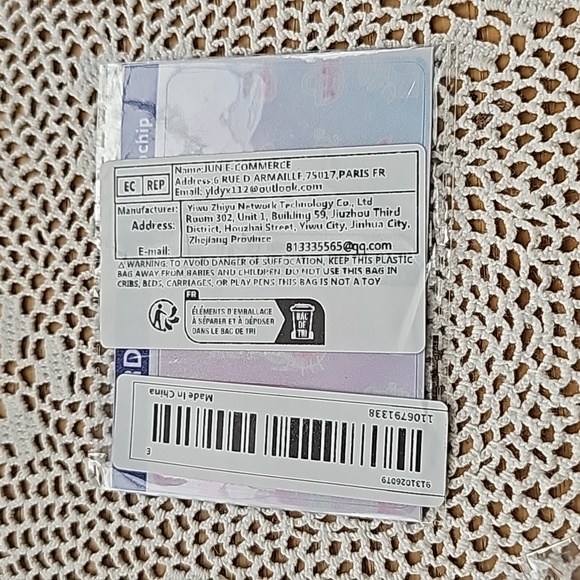 chip
EC REP
Name:JUN E-COMMERCE
Address:6 RUE D ARMAILLE,75017,PARIS FR
Email: yldyx112@outlook.com
Manufacturer:
Yiwu Zhiyu Network Technology Co., Ltd
Address:
Room 302, Unit 1, Building 59, Jiuzhou Third
District, Houzhai Street, Yiwu City, Jinhua City,
Zhejiang Province
E-mail:
813335565@qq.com
⚠ WARNING: TO AVOID DANGER OF SUFFOCATION, KEEP THIS PLASTIC
BAG AWAY FROM BABIES AND CHILDREN. DO NOT USE THIS BAG IN
CRIBS, BEDS, CARRIAGES, OR PLAY PENS THIS BAG IS NOT A TOY
FR
ÉLÉMENTS D'EMBALLAGE
À SÉPARER ET À DÉPOSER
DANS LE BAC DE TRI
BAC
DE
TRI
3D
1106791338
Made In China
9131026079
E